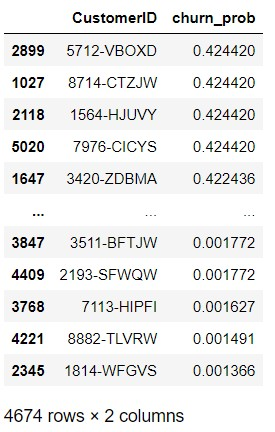 CustomerID churn_prob
2899 5712-VBOXD 0.424420
1027 8714-CTZJW 0.424420
2118 1564-HJUVY 0.424420
5020 7976-CICYS 0.424420
1647 3420-ZDBMA 0.422436
... ... ...
3847 3511-BFTJW 0.001772
4409 2193-SFWQW 0.001772
3768 7113-HIPFI 0.001627
4221 8882-TLVRW 0.001491
2345 1814-WFGVS 0.001366
4674 rows × 2 columns